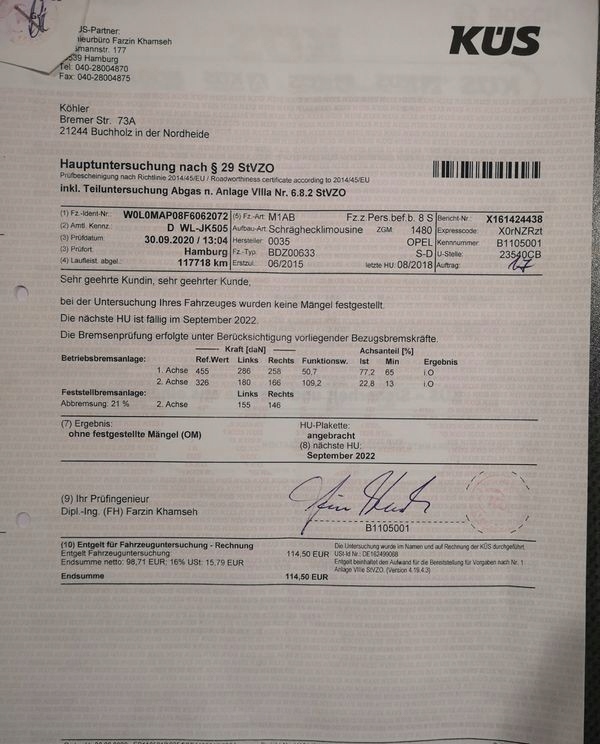 KÜS
ÜS-Partner:
nieurbüro Farzin Khamseh
smannstr. 177
Hamburg
Tel: 040-28004870
Fax: 040-28004875
Köhler
Bremer Str. 73A
21244 Buchholz in der Nordheide
Hauptuntersuchung nach § 29 StVZO
Prüfbescheinigung nach Richtlinie 2014/45/EU / Roadworthiness certificate according to 2014/45/EU
inkl. Teiluntersuchung Abgas n. Anlage VIIIa Nr. 6.8.2 StVZO
(1) Fz.-Ident-Nr.: W0L0MAP08F6062072 (5) Fz.-Art: M1AB Fz.z.Pers.bef.b. 8 S Bericht-Nr.: X161424438
(2) Amtl. Kennz.: D WL-JK505 Aufbau-Art: Schräghecklimousine ZGM: 1480 Expresscode: X0rNZRzt
(3) Prüfdatum: 30.09.2020 / 13:04 Hersteller: 0035 OPEL Kennnummer B1105001
(3) Prüfort: Hamburg Fz.-Typ: BDZ00633 S-D U-Stelle: 23540CB
(4) Laufleist. abgel.: 117718 km Erstzul.: 06/2015 letzte HU: 08/2018 Auftrag: 17
Sehr geehrte Kundin, sehr geehrter Kunde,
bei der Untersuchung Ihres Fahrzeuges wurden keine Mängel festgestellt.
Die nächste HU ist fällig im September 2022.
Die Bremsenprüfung erfolgte unter Berücksichtigung vorliegender Bezugsbremskräfte.
Kraft [daN] Achsanteil [%]
Betriebsbremsanlage: Ref.Wert Links Rechts Funktionsw. Ist Min Ergebnis
1. Achse 455 286 258 50,7 77,2 65 i.O
2. Achse 326 180 166 109,2 22,8 13 i.O
Feststellbremsanlage: Links Rechts
Abbremsung: 21 % 2. Achse 155 146
(7) Ergebnis: HU-Plakette:
ohne festgestellte Mängel (OM) angebracht
(8) nächste HU:
September 2022
(9) Ihr Prüfingenieur
Dipl.-Ing. (FH) Farzin Khamseh
B1105001
(10) Entgelt für Fahrzeuguntersuchung - Rechnung
Entgelt Fahrzeuguntersuchung: 114,50 EUR
Endsumme netto: 98,71 EUR; 16% USt: 15,79 EUR
Endsumme 114,50 EUR
Die Untersuchung wurde im Namen und auf Rechnung der KÜS durchgeführt.
USt-Id Nr.: DE162499068
Entgelt beinhaltet den Aufwand für die Bereitstellung für Vorgaben nach Nr. 1
Anlage VIIIe StVZO. (Version 4.19.4.3)